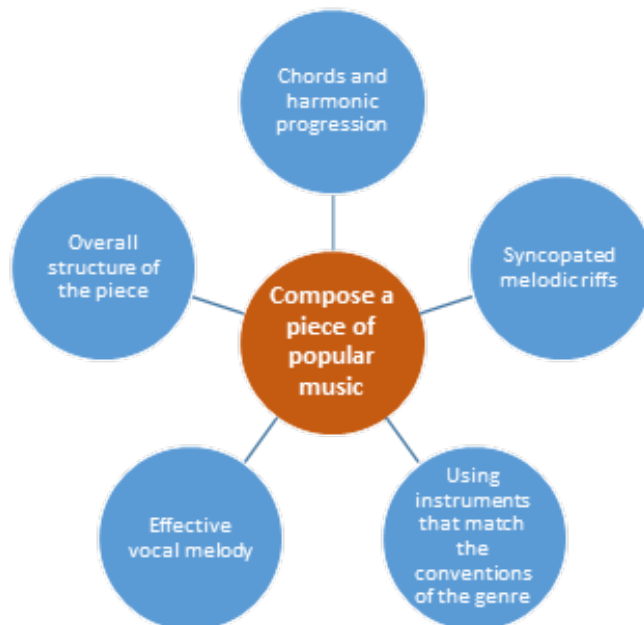 Chords and
harmonic
progression
Overall
structure of
the piece
Syncopated
melodic riffs
Compose a
piece of
popular
music
Effective
vocal melody
Using
instruments
that match
the
conventions
of the genre